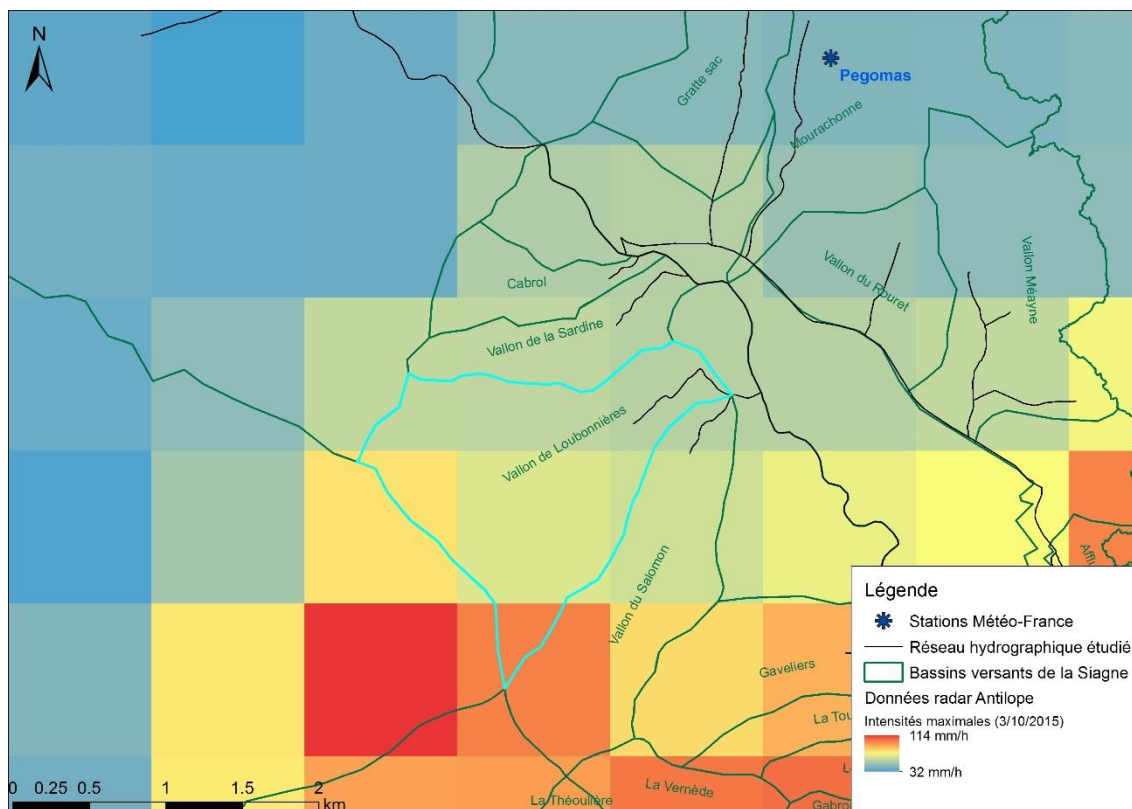 N
Pegomas
Gratte sac
Mourachonne
Cabrol
Vallon du Rouret
Vallon Méayne
Vallon de la Sardine
Vallon de Loubonnières
Vallon du Salomon
Gaveliers
La Vernède
La Théoulière
Légende
Stations Météo-France
Réseau hydrographique étudié
Bassins versants de la Siagne
Données radar Antilope
Intensités maximales (3/10/2015)
114 mm/h
32 mm/h
0 0.25 0.5 1 1.5 2
km